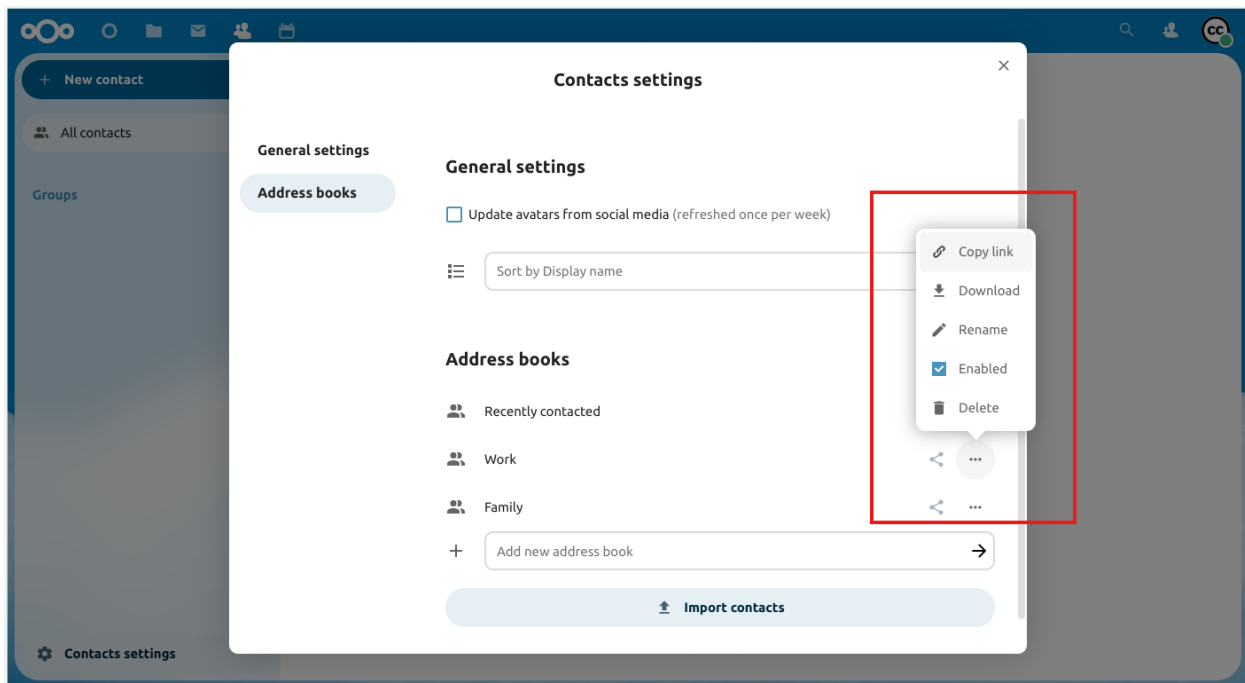 CC
New contact
All contacts
Groups
Contacts settings
Contacts settings
General settings
Address books
General settings
Update avatars from social media (refreshed once per week)
Sort by Display name
Address books
Recently contacted
Work
Family
Add new address book
Import contacts
Copy link
Download
Rename
Enabled
Delete